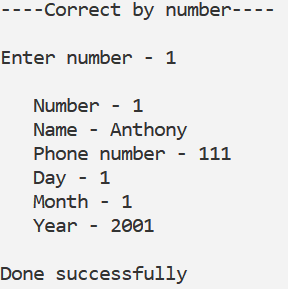 ----Correct by number----
Enter number - 1
Number - 1
Name - Anthony
Phone number - 111
Day - 1
Month - 1
Year - 2001
Done successfully